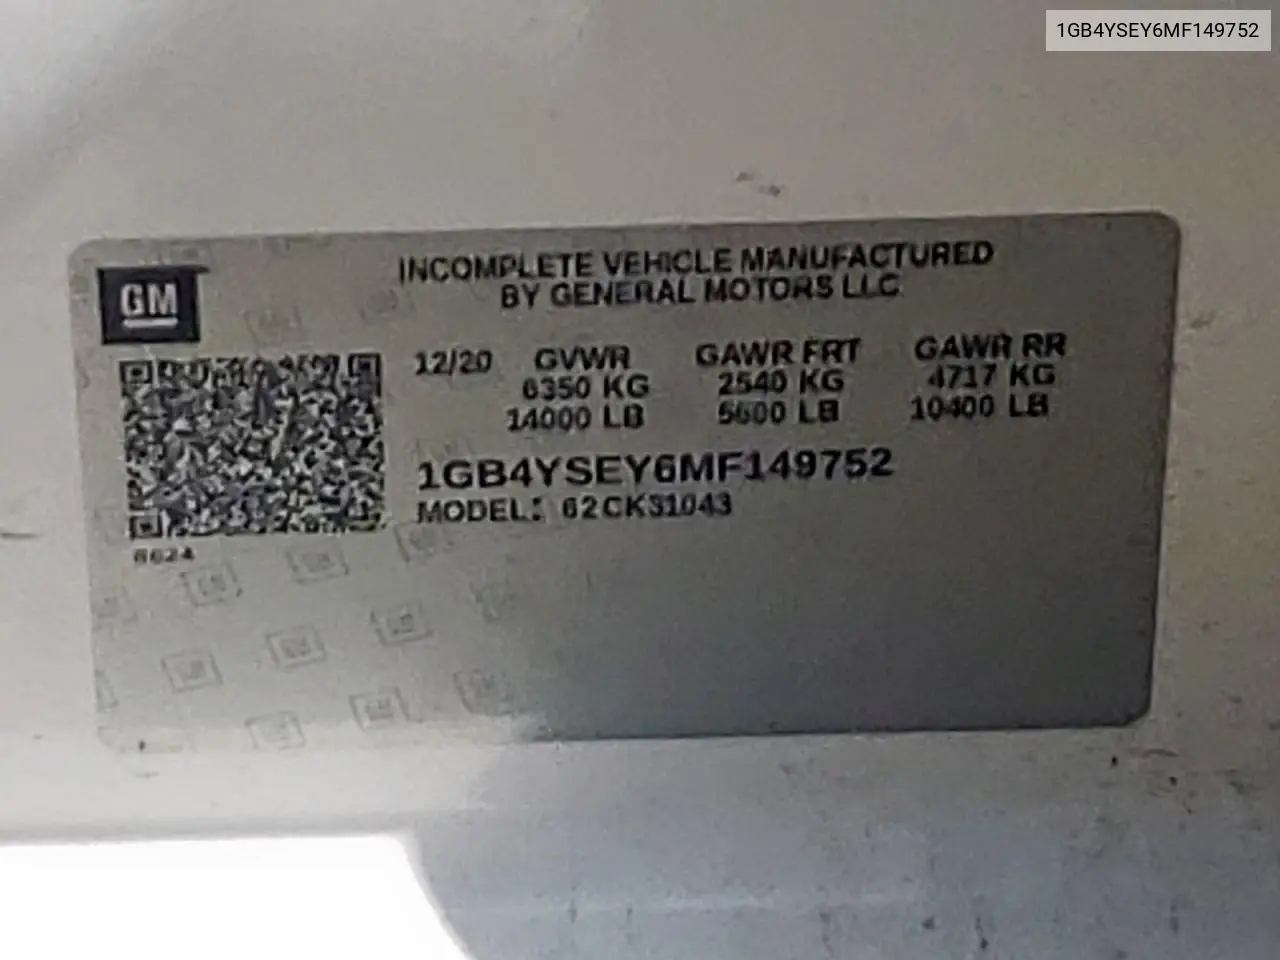 1GB4YSEY6MF149752
INCOMPLETE VEHICLE MANUFACTURED
BY GENERAL MOTORS LLC
GM
12/20 GVWR GAWR FRT GAWR RR
6350 KG 2540 KG 4717 KG
14000 LB 5600 LB 10400 LB
1GB4YSEY6MF149752
MODEL: 62CK31043
6624